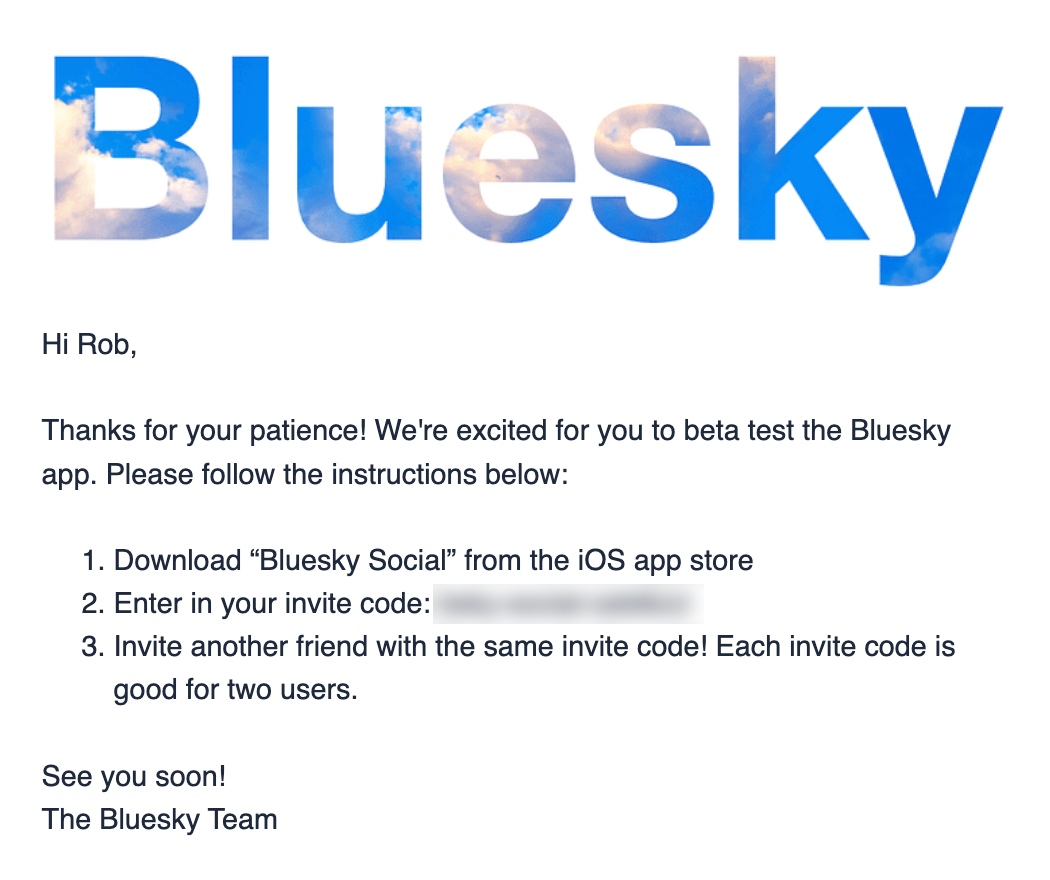 Bluesky
Hi Rob,
Thanks for your patience! We're excited for you to beta test the Bluesky
app. Please follow the instructions below:
1. Download “Bluesky Social” from the iOS app store
2. Enter in your invite code:
3. Invite another friend with the same invite code! Each invite code is
good for two users.
See you soon!
The Bluesky Team